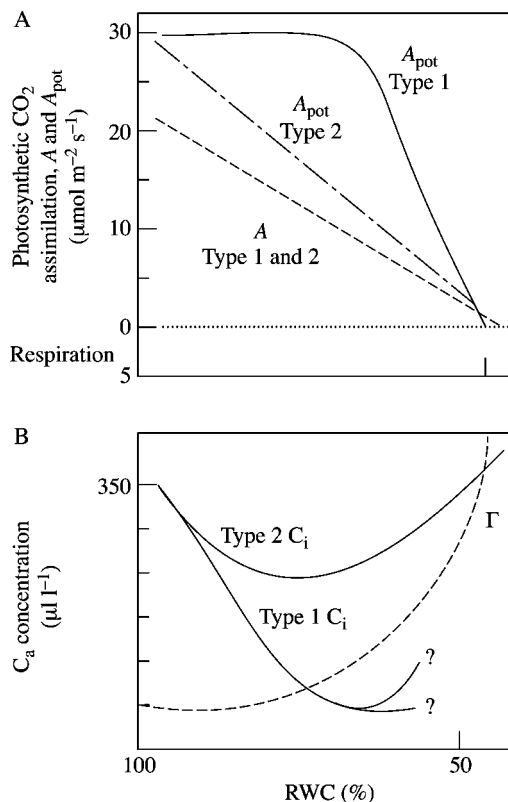 A
30
20
10
0
Respiration
5
Photosynthetic CO₂
assimilation, A and Apot
(μmol m⁻² s⁻¹)
Apot
Type 1
Apot
Type 2
A
Type 1 and 2
B
350
Ca concentration
(μl l⁻¹)
Type 2 Ci
Type 1 Ci
Γ
?
?
100
50
RWC (%)